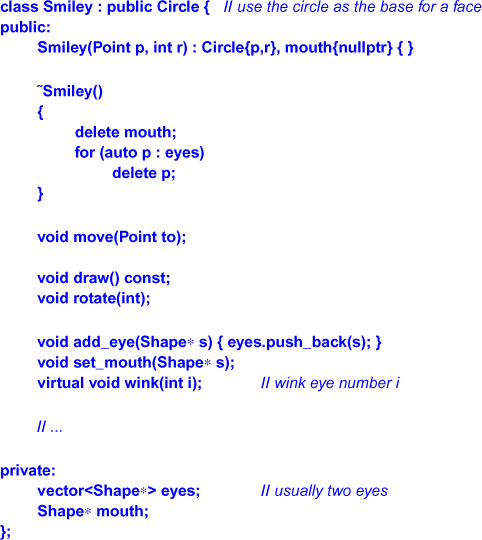 class Smiley : public Circle { // use the circle as the base for a face
public:
Smiley(Point p, int r) : Circle{p,r}, mouth{nullptr} { }
~Smiley()
{
delete mouth;
for (auto p : eyes)
delete p;
}
void move(Point to);
void draw() const;
void rotate(int);
void add_eye(Shape* s) { eyes.push_back(s); }
void set_mouth(Shape* s);
virtual void wink(int i); // wink eye number i
// ...
private:
vector<Shape*> eyes; // usually two eyes
Shape* mouth;
};